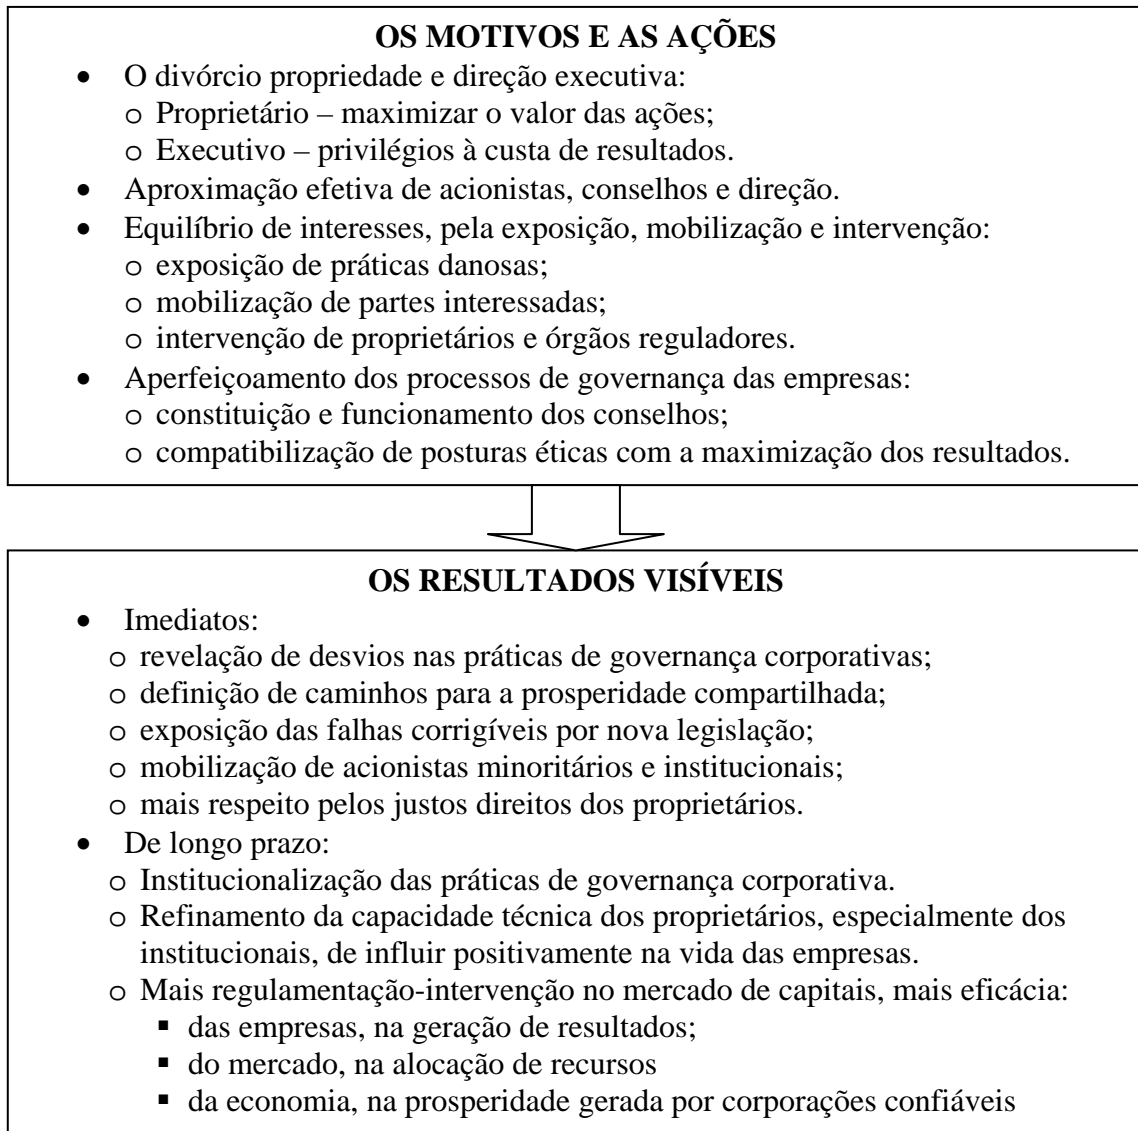 OS MOTIVOS E AS AÇÕES
• O divórcio propriedade e direção executiva:
o Proprietário – maximizar o valor das ações;
o Executivo – privilégios à custa de resultados.
• Aproximação efetiva de acionistas, conselhos e direção.
• Equilíbrio de interesses, pela exposição, mobilização e intervenção:
o exposição de práticas danosas;
o mobilização de partes interessadas;
o intervenção de proprietários e órgãos reguladores.
• Aperfeiçoamento dos processos de governança das empresas:
o constituição e funcionamento dos conselhos;
o compatibilização de posturas éticas com a maximização dos resultados.
OS RESULTADOS VISÍVEIS
• Imediatos:
o revelação de desvios nas práticas de governança corporativas;
o definição de caminhos para a prosperidade compartilhada;
o exposição das falhas corrigíveis por nova legislação;
o mobilização de acionistas minoritários e institucionais;
o mais respeito pelos justos direitos dos proprietários.
• De longo prazo:
o Institucionalização das práticas de governança corporativa.
o Refinamento da capacidade técnica dos proprietários, especialmente dos
institucionais, de influir positivamente na vida das empresas.
o Mais regulamentação-intervenção no mercado de capitais, mais eficácia:
▪ das empresas, na geração de resultados;
▪ do mercado, na alocação de recursos
▪ da economia, na prosperidade gerada por corporações confiáveis